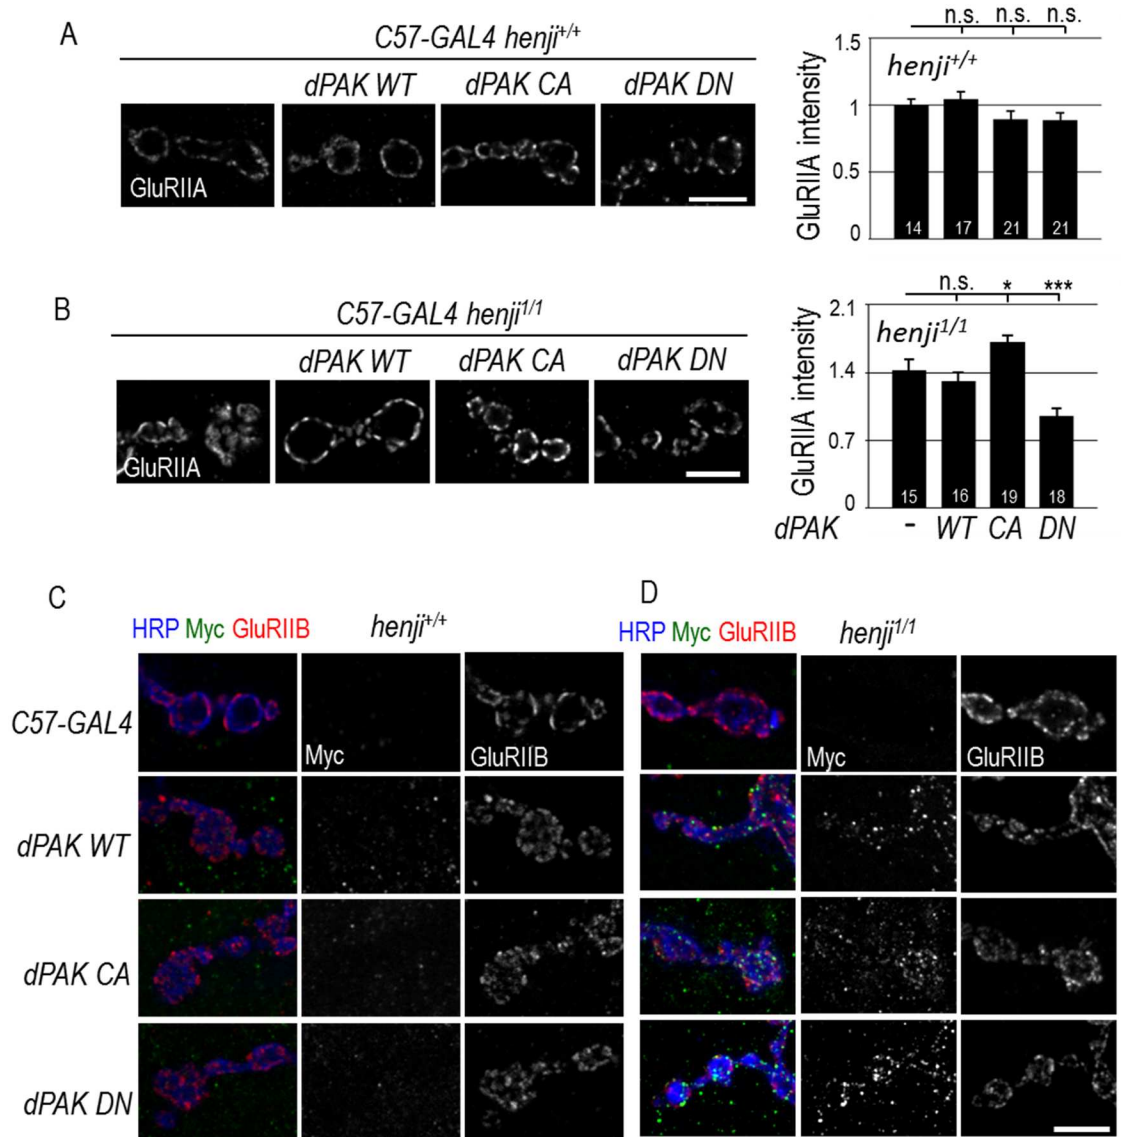 A
C57-GAL4 henji+/+
dPAK WT dPAK CA dPAK DN
GluRIIA
n.s. n.s. n.s.
GluRIIA intensity
1.5
1
0.5
0
henji+/+
14 17 21 21
B
C57-GAL4 henji1/1
dPAK WT dPAK CA dPAK DN
GluRIIA
n.s. * ***
GluRIIA intensity
2.1
1.4
0.7
0
henji1/1
15 16 19 18
dPAK - WT CA DN
C
HRP Myc GluRIIB henji+/+
C57-GAL4
Myc GluRIIB
dPAK WT
dPAK CA
dPAK DN
D
HRP Myc GluRIIB henji1/1
Myc GluRIIB